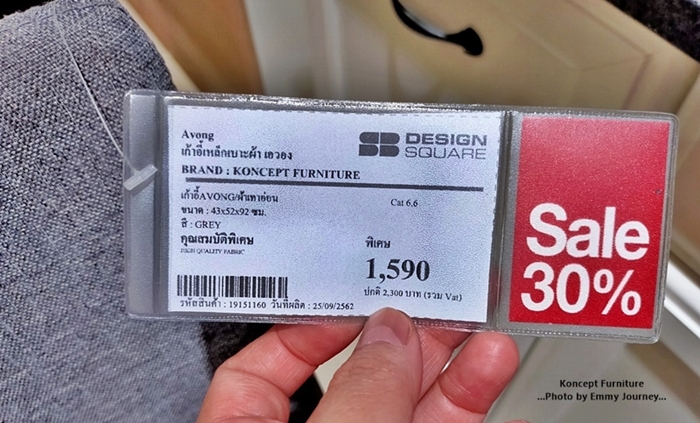 Avong
เก้าอี้เหล็กเบาะผ้า เอวอง
BRAND : KONCEPT FURNITURE
DESIGN
SQUARE
เก้าอี้AVONG/ผ้าเทาอ่อน
Cat 6,6
ขนาด : 43x52x92 ซม.
สี : GREY
คุณสมบัติพิเศษ
HIGH QUALITY FABRIC
พิเศษ
1,590
ปกติ 2,300 บาท (รวม Vat)
รหัสสินค้า : 19151160 วันที่ผลิต : 25/09/2562
Sale
30%
Koncept Furniture
...Photo by Emmy Journey...